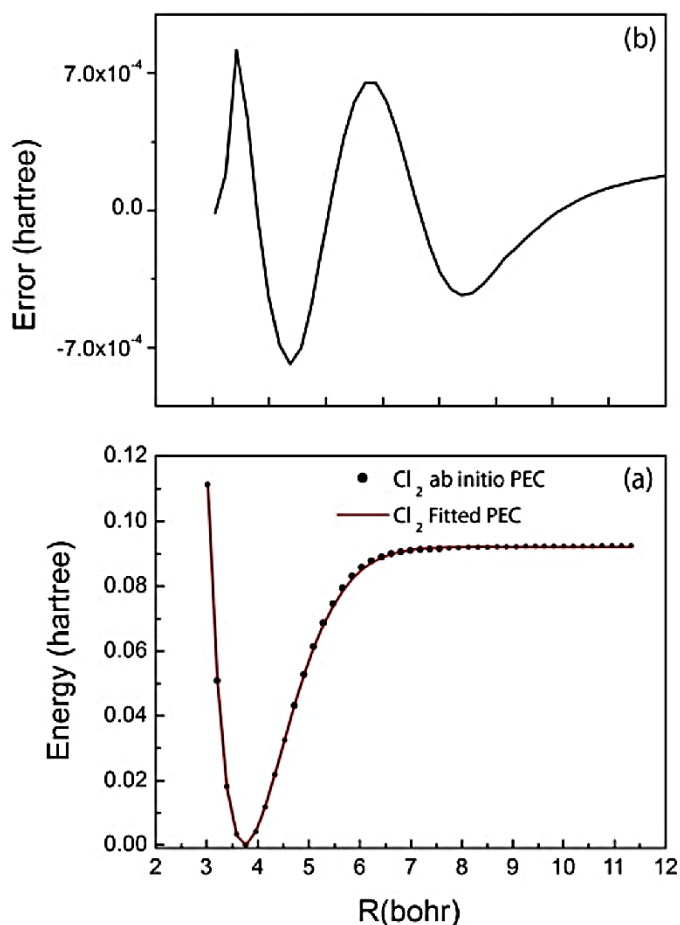 (b)
7.0x10⁻⁴
0.0
-7.0x10⁻⁴
Error (hartree)
(a)
Cl₂ ab initio PEC
Cl₂ Fitted PEC
0.12
0.10
0.08
0.06
0.04
0.02
0.00
Energy (hartree)
2 3 4 5 6 7 8 9 10 11 12
R(bohr)